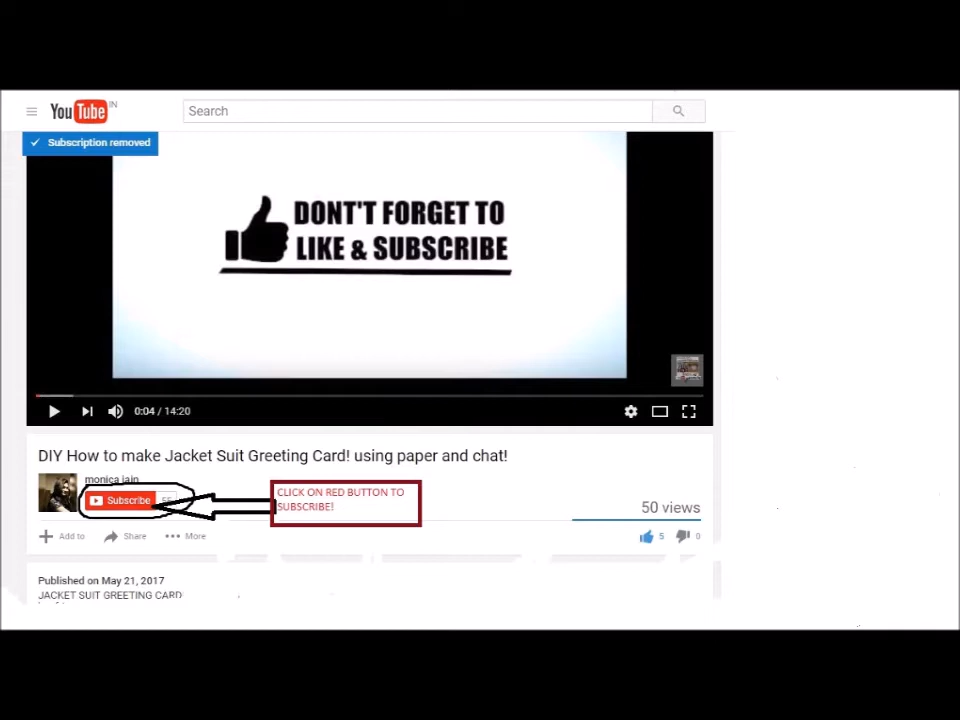 YouTube IN
Search
Subscription removed
DONT'T FORGET TO
LIKE & SUBSCRIBE
0:04 / 14:20
DIY How to make Jacket Suit Greeting Card! using paper and chat!
monica jain
Subscribe
CLICK ON RED BUTTON TO
SUBSCRIBE!
50 views
Add to
Share
More
5
0
Published on May 21, 2017
JACKET SUIT GREETING CARD!